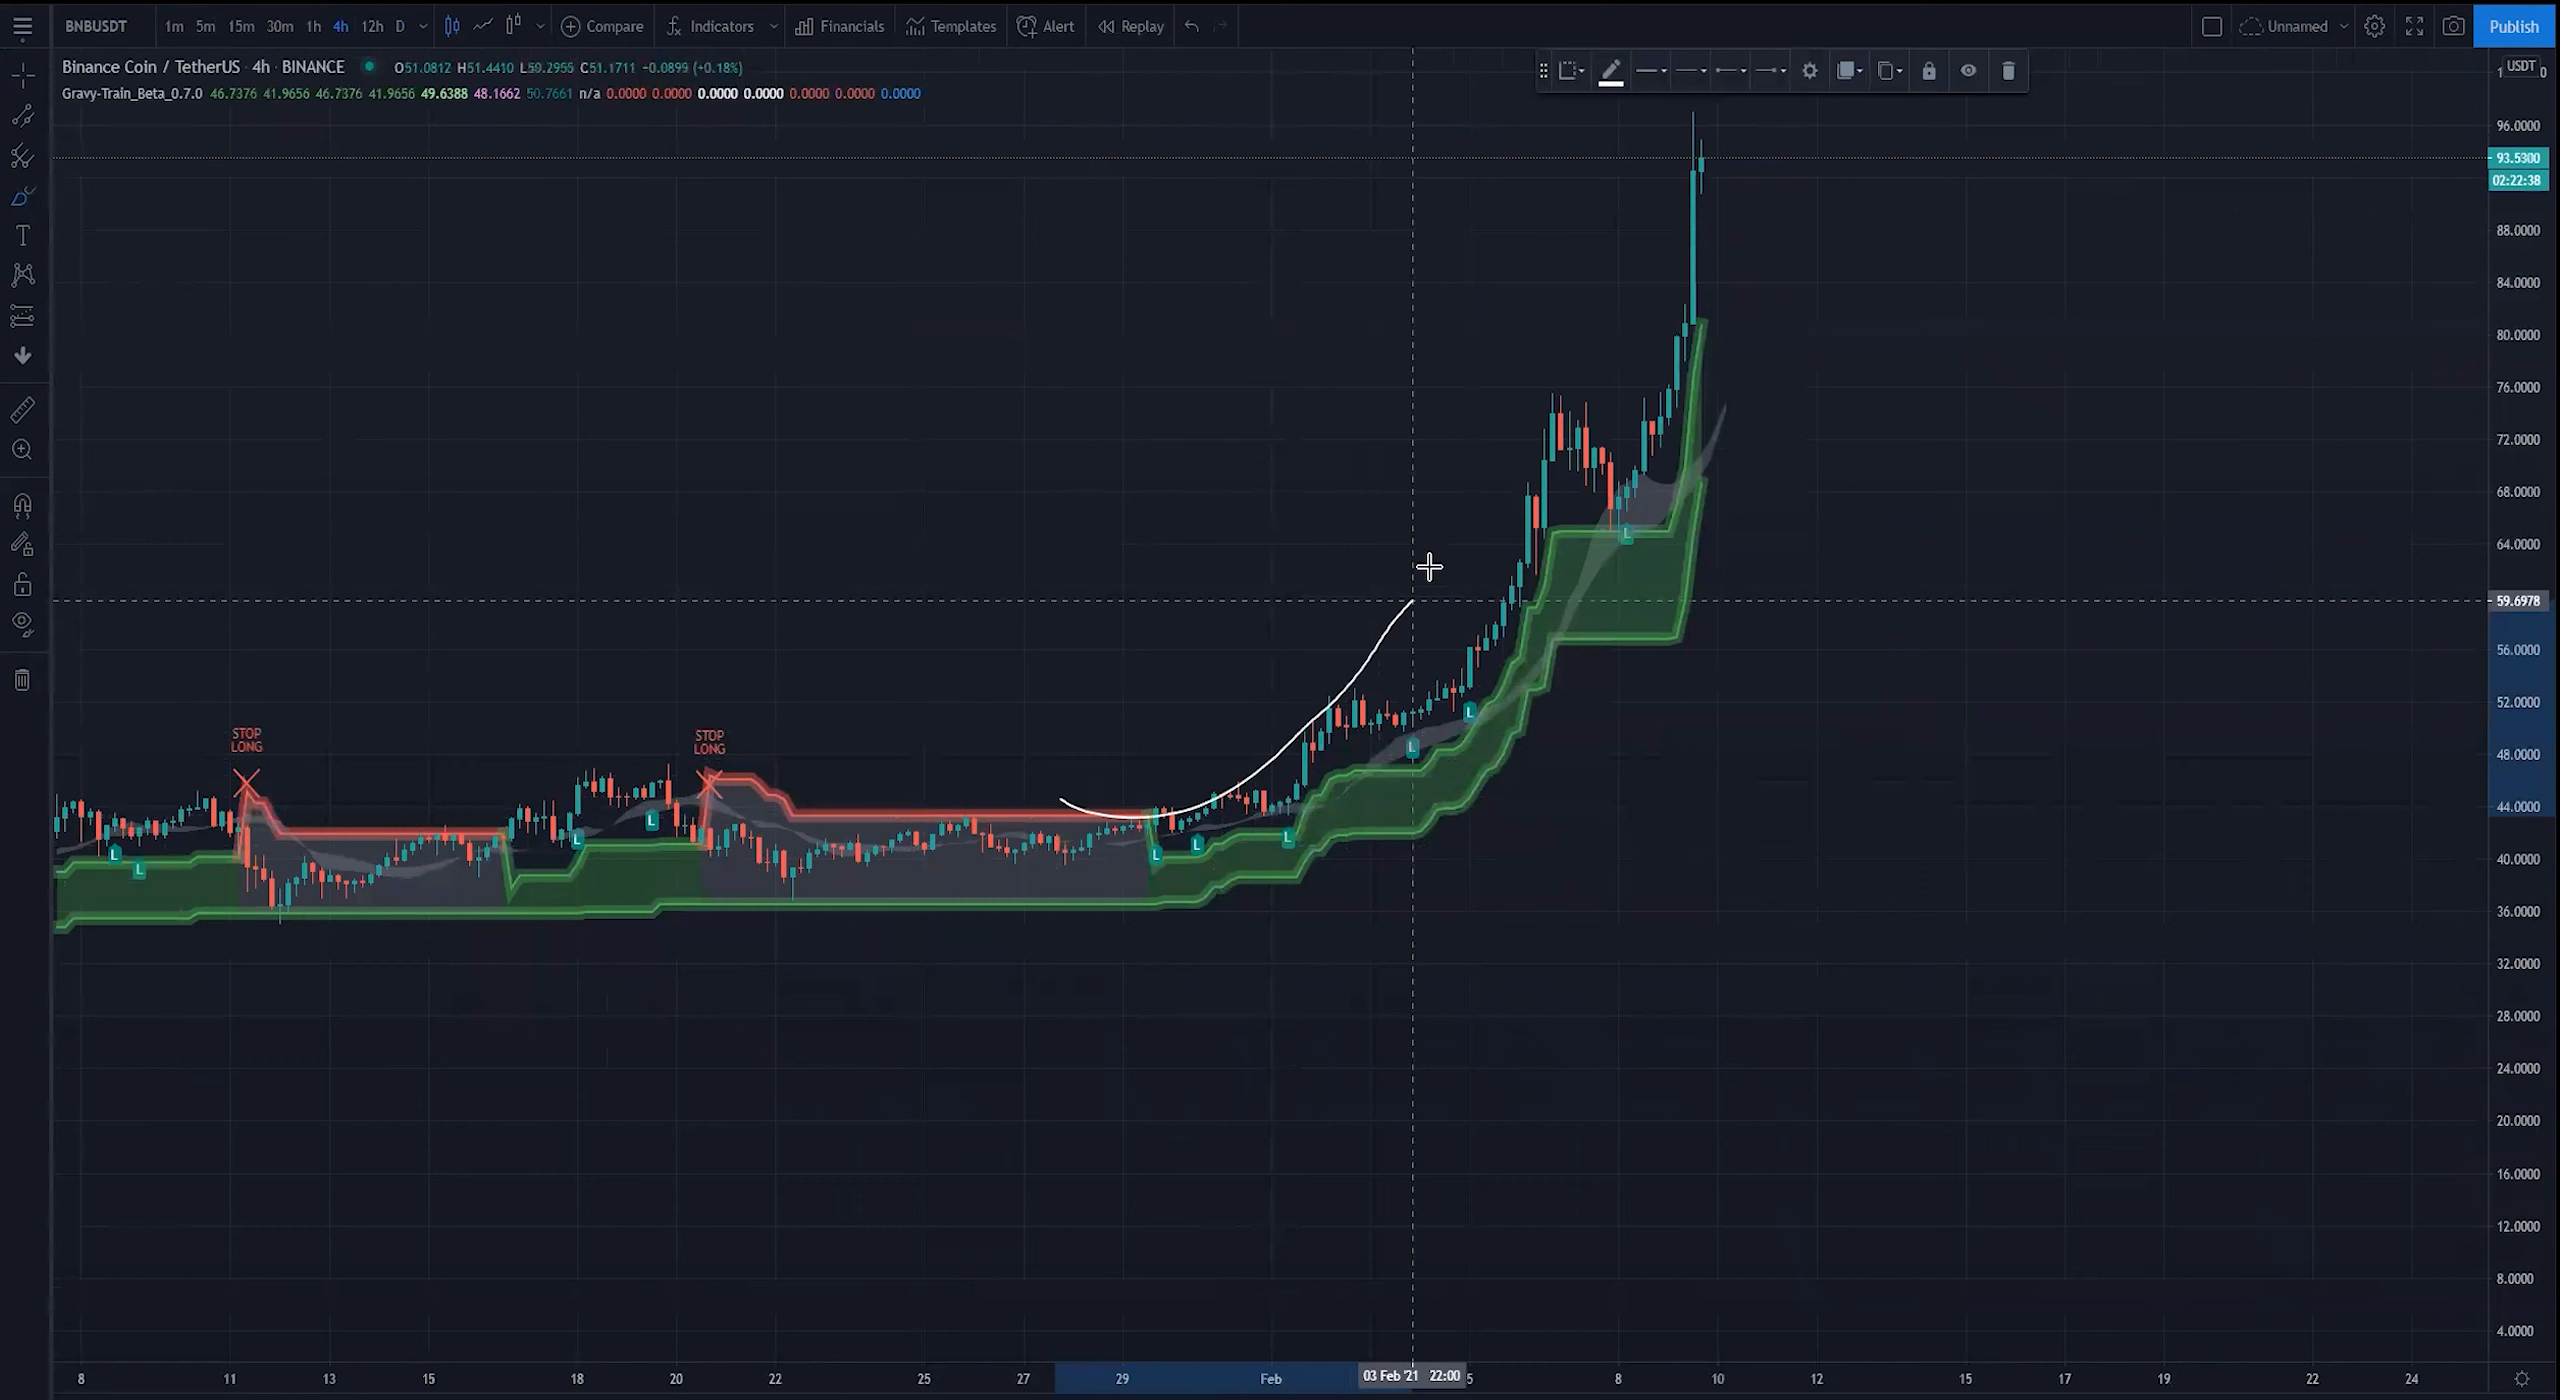 BNBUSDT 1m 5m 15m 30m 1h 4h 12h D Compare Indicators Financials Templates Alert Replay Unnamed Publish
Binance Coin / TetherUS · 4h · BINANCE O51.0812 H51.4410 L50.2955 C51.1711 −0.0899 (+0.18%)
Gravy-Train_Beta_0.7.0 46.7376 41.9656 46.7376 41.9656 49.6388 48.1662 50.7661 n/a 0.0000 0.0000 0.0000 0.0000 0.0000 0.0000 0.0000
USDT
96.0000
93.5300
02:22:38
88.0000
84.0000
80.0000
76.0000
72.0000
68.0000
L
64.0000
59.6978
56.0000
52.0000
L
STOP
LONG
STOP
LONG
L
48.0000
44.0000
L
L
L
L
L
L
L
40.0000
36.0000
32.0000
28.0000
24.0000
20.0000
16.0000
12.0000
8.0000
4.0000
8 11 13 15 18 20 22 25 27 29 Feb 03 Feb '21 22:00 5 8 10 12 15 17 19 22 24